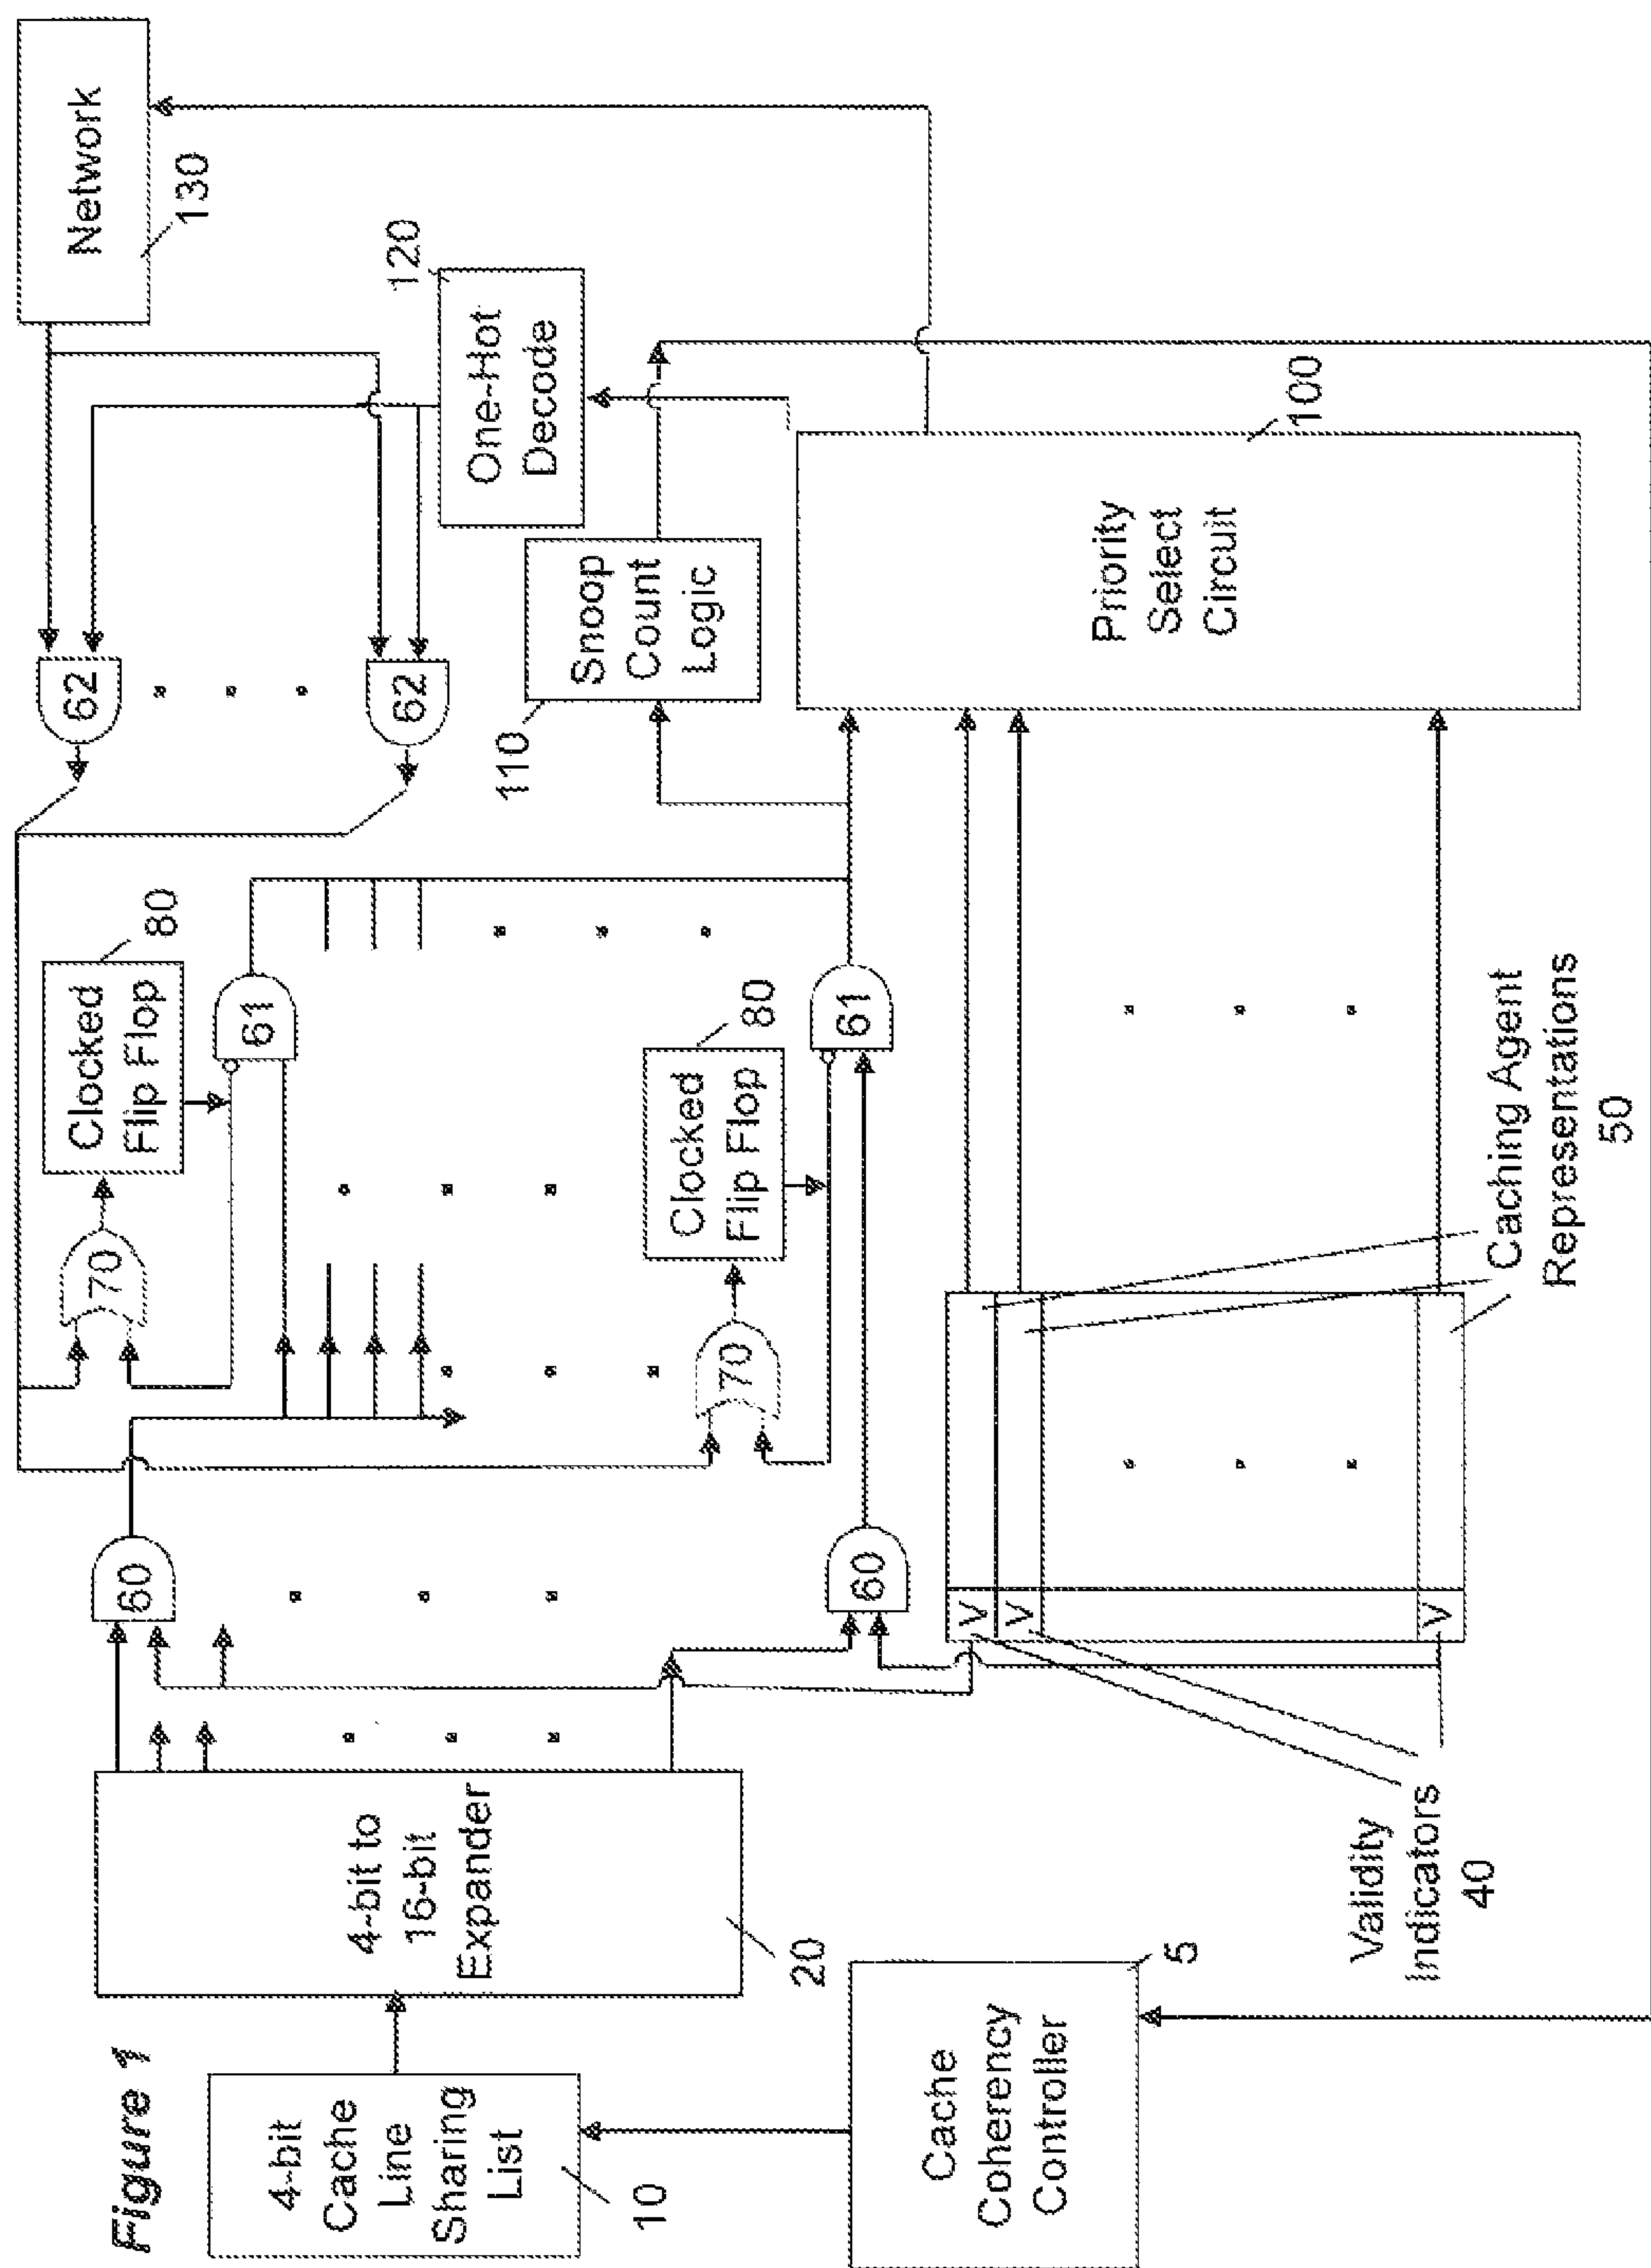 Figure 1
4-bit
Cache
Line
Sharing
List
10
4-bit to
16-bit
Expander
20
Cache
Coherency
Controller
5
60
60
Validity
Indicators
40
V
V
V
Caching Agent
Representations
50
70
Clocked
Flip Flop
80
61
70
Clocked
Flip Flop
80
61
62
62
Snoop
Count
Logic
110
One-Hot
Decode
120
Network
130
Priority
Select
Circuit
100